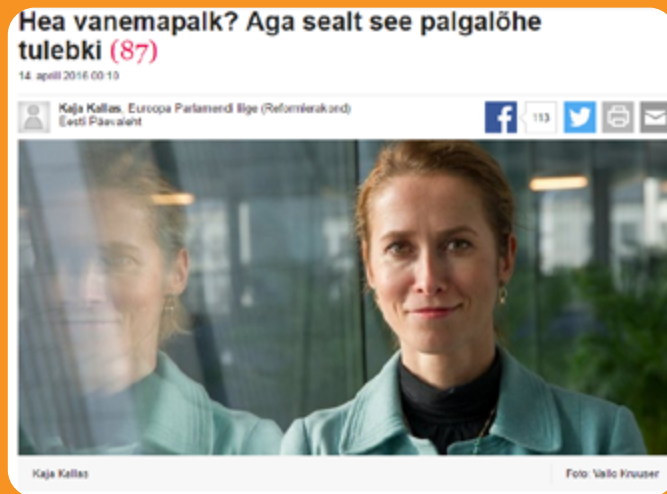 Hea vanemapalk? Aga sealt see palgalõhe
tulebki (87)
14. aprill 2016 00:10
Kaja Kallas, Euroopa Parlamendi liige (Reformierakond)
Eesti Päevaleht
113
Kaja Kallas
Foto: Vallo Kruuser